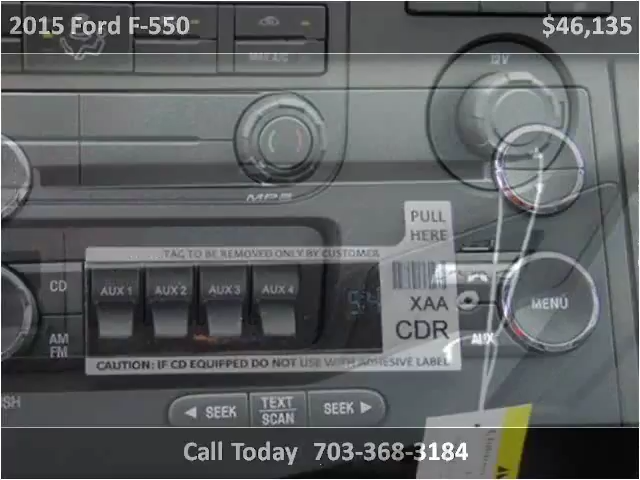 2015 Ford F-550
$46,135
MAX A/C
12V
MP3
PULL
HERE
TAG TO BE REMOVED ONLY BY CUSTOMER
CD
AUX 1
AUX 2
AUX 3
AUX 4
XAA
CDR
MENU
AUX
AM
FM
CAUTION: IF CD EQUIPPED DO NOT USE WITH ADHESIVE LABEL
SEEK
TEXT
SCAN
SEEK
Call Today 703-368-3184